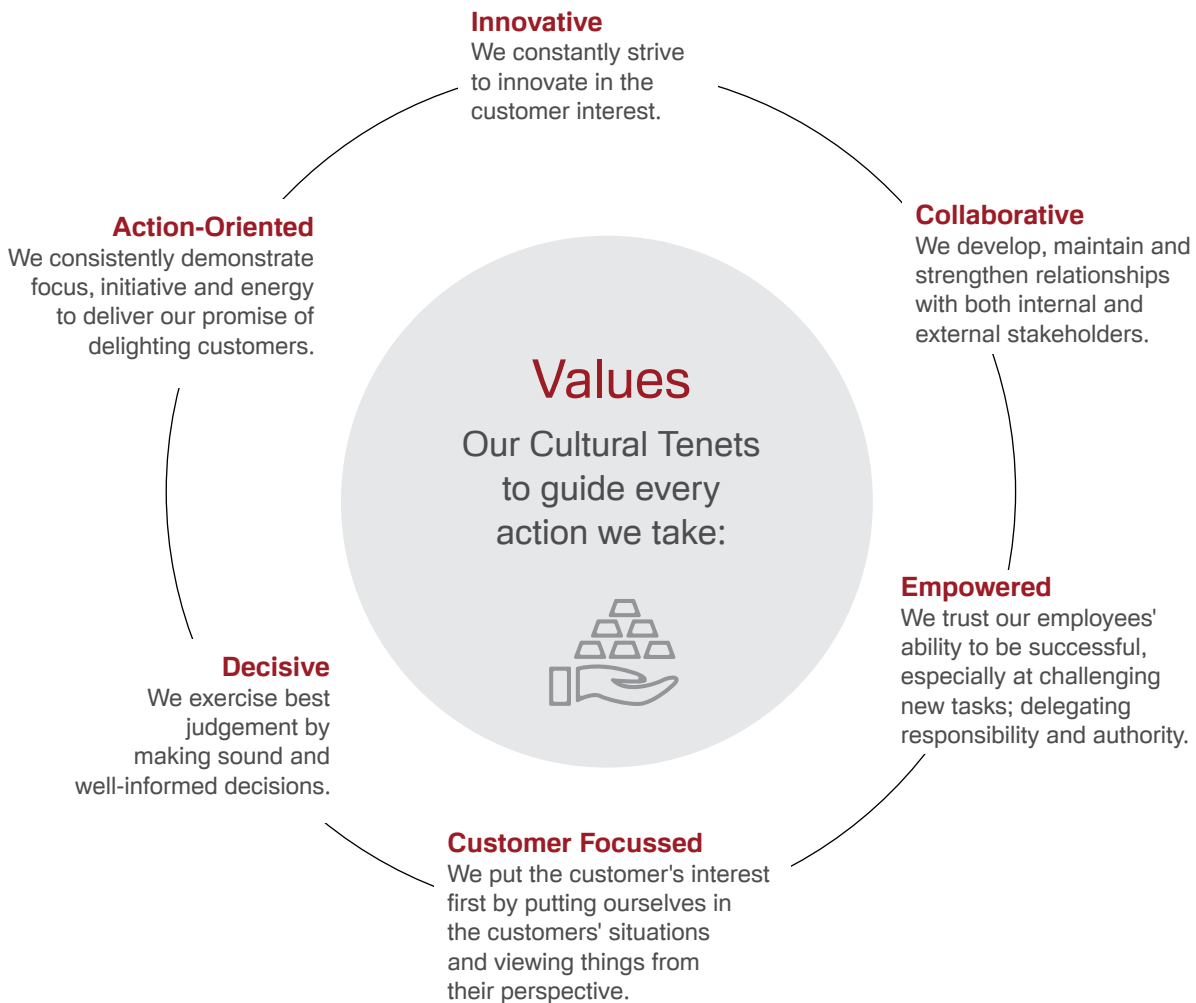 Innovative
We constantly strive
to innovate in the
customer interest.
Collaborative
We develop, maintain and
strengthen relationships
with both internal and
external stakeholders.
Empowered
We trust our employees'
ability to be successful,
especially at challenging
new tasks; delegating
responsibility and authority.
Customer Focussed
We put the customer's interest
first by putting ourselves in
the customers' situations
and viewing things from
their perspective.
Decisive
We exercise best
judgement by
making sound and
well-informed decisions.
Action-Oriented
We consistently demonstrate
focus, initiative and energy
to deliver our promise of
delighting customers.
Values
Our Cultural Tenets
to guide every
action we take: